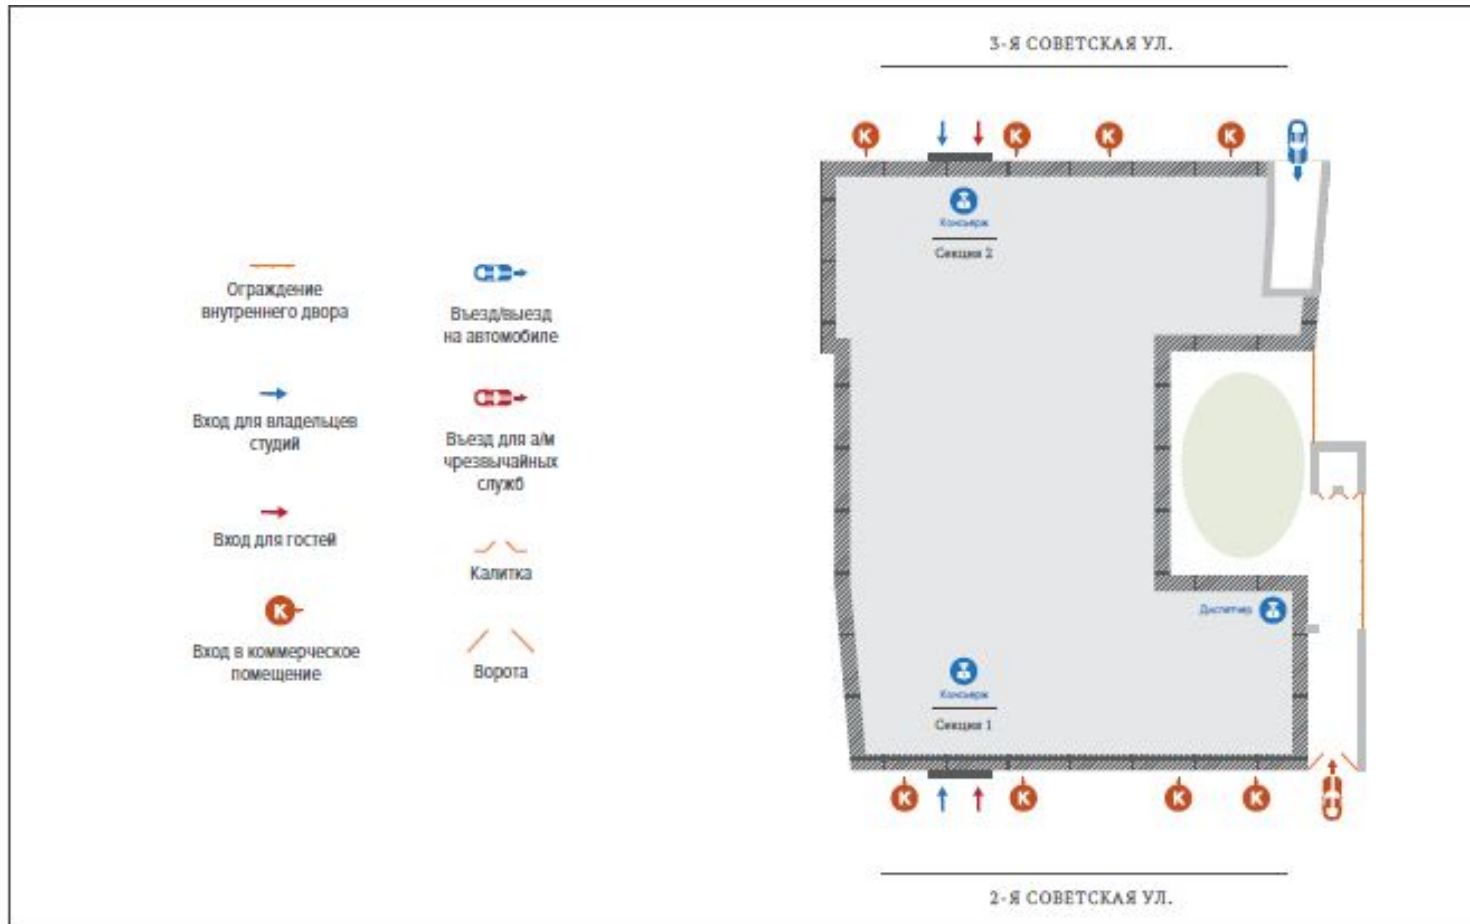 3-Я СОВЕТСКАЯ УЛ.
К
К
К
К
Консьерж
Секция 2
Ограждение
внутреннего двора
Въезд/выезд
на автомобиле
Вход для владельцев
студий
Въезд для а/м
чрезвычайных
служб
Вход для гостей
Калитка
К
Вход в коммерческое
помещение
Ворота
Диспетчер
Консьерж
Секция 1
К
К
К
К
2-Я СОВЕТСКАЯ УЛ.